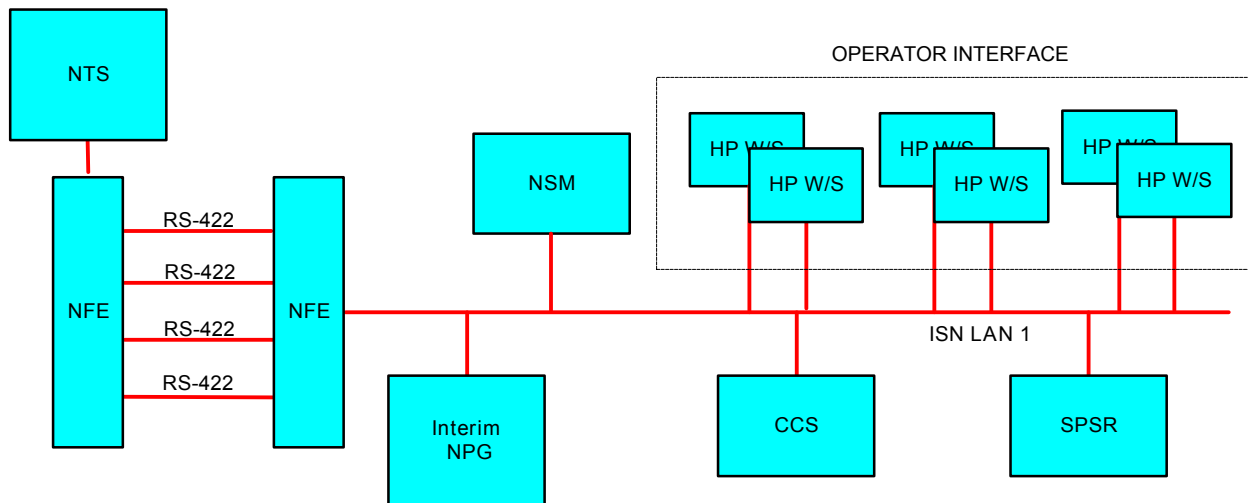 OPERATOR INTERFACE
NTS
HP W/S
HP W/S
HP W/S
HP W/S
HP W/S
HP W/S
NSM
RS-422
RS-422
RS-422
RS-422
NFE
NFE
ISN LAN 1
Interim
NPG
CCS
SPSR